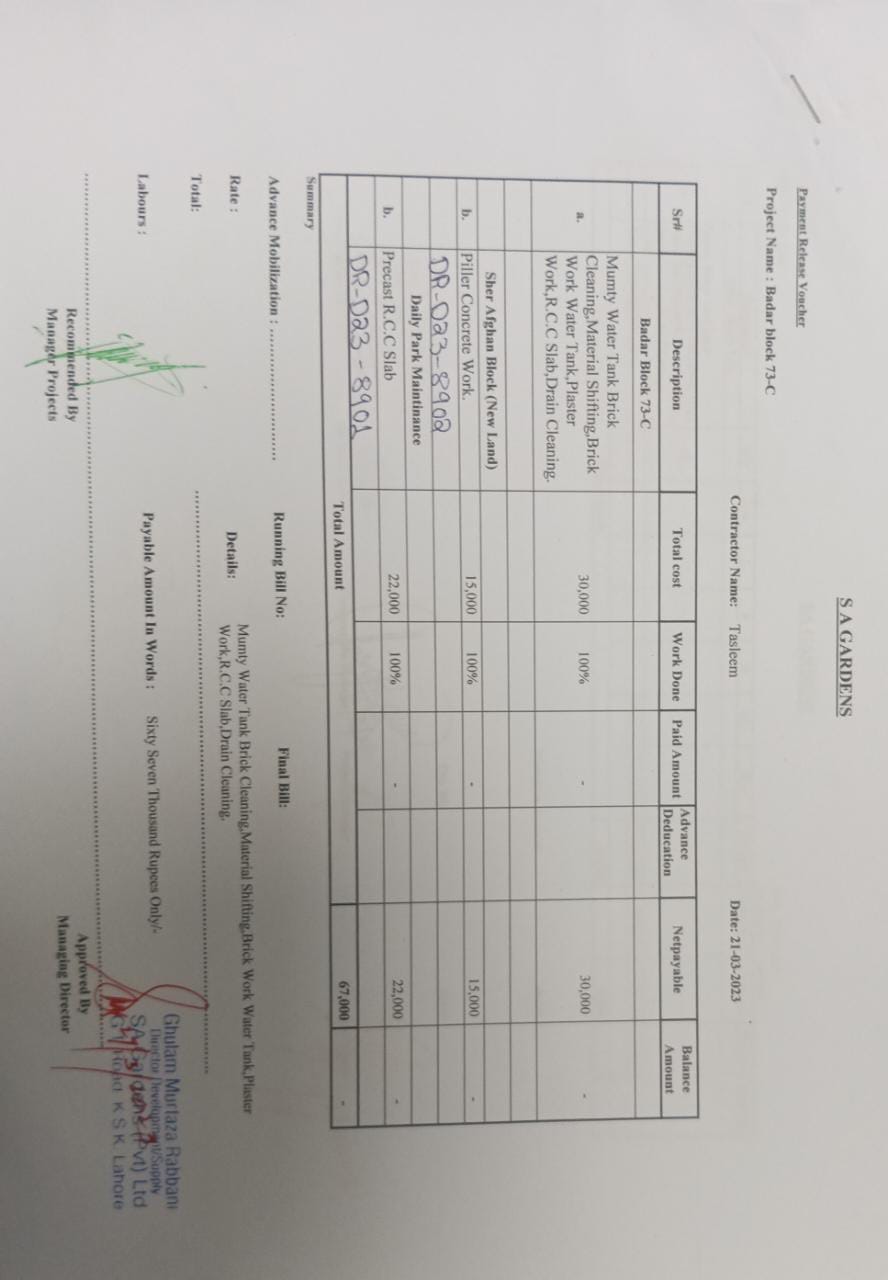 S A GARDENS
Payment Release Voucher
Project Name : Badar block 73-C
Contractor Name: Tasleem Date: 21-03-2023
Sr# Description Total cost Work Done Paid Amount Advance Deducation Netpayable Balance Amount
Badar Block 73-C
a. Mumty Water Tank Brick Cleaning,Material Shifting,Brick Work Water Tank,Plaster Work,R.C.C Slab,Drain Cleaning. 30,000 100% - 30,000 -
Sher Afghan Block (New Land)
b. Piller Concrete Work. 15,000 100% - 15,000 -
DR-D23-8902
Daily Park Maintinance
b. Precast R.C.C Slab 22,000 100% - 22,000 -
DR-D23-8901
Total Amount 67,000 -
Summary
Advance Mobilization : .......................... Running Bill No: Final Bill:
Rate : Details: Mumty Water Tank Brick Cleaning,Material Shifting,Brick Work Water Tank,Plaster
Work,R.C.C Slab,Drain Cleaning.
Total:
Labours : Payable Amount In Words : Sixty Seven Thousand Rupees Only/-
Ghulam Murtaza Rabbani
Director Development/Supply
SA Gardens (Pvt) Ltd
Road K S K Lahore
Recommended By Approved By
Manager Projects Managing Director